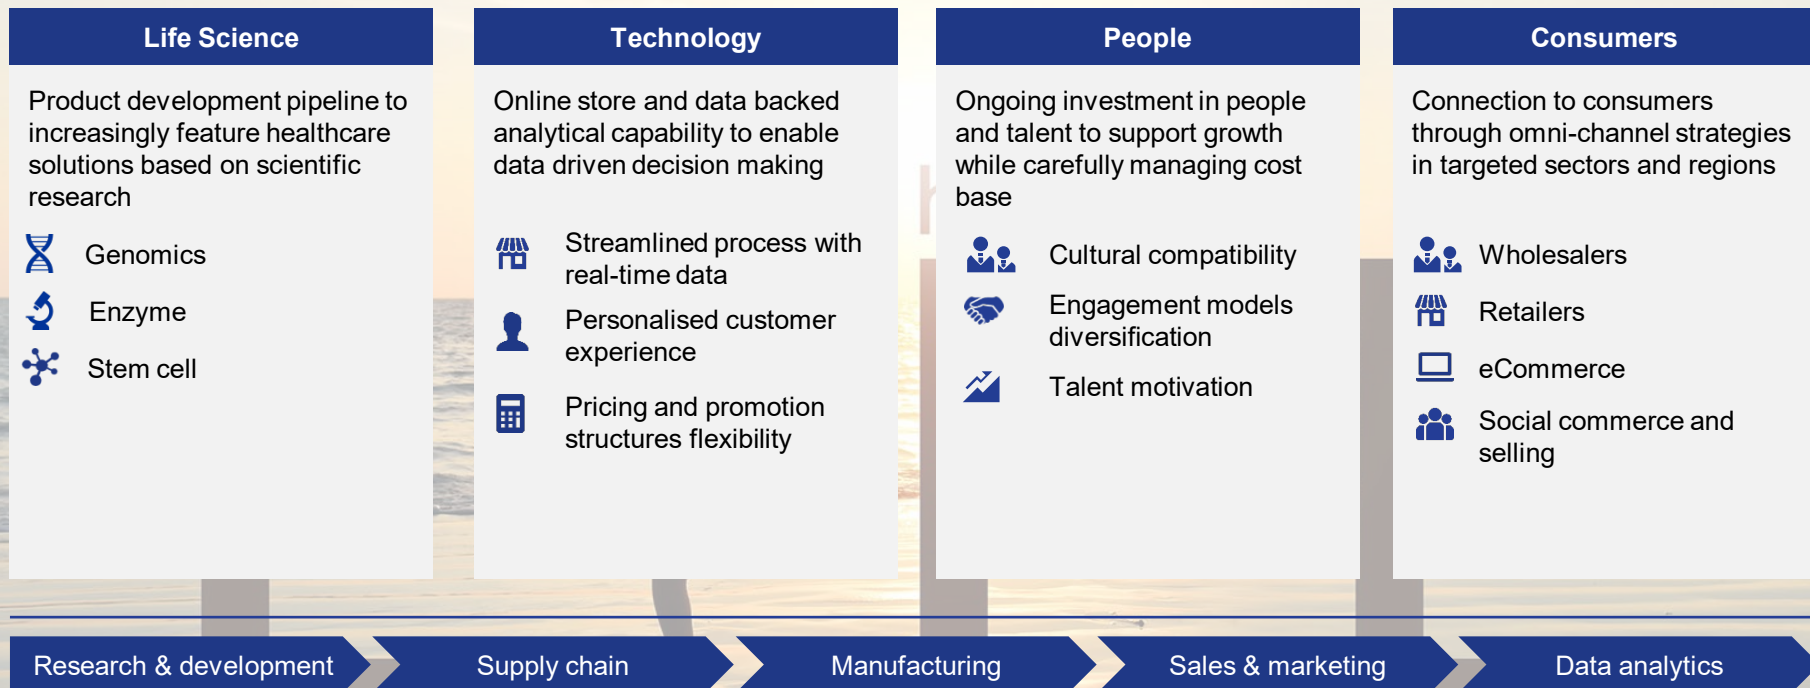 Life Science
Product development pipeline to
increasingly feature healthcare
solutions based on scientific
research
Genomics
Enzyme
Stem cell
Technology
Online store and data backed
analytical capability to enable
data driven decision making
Streamlined process with
real-time data
Personalised customer
experience
Pricing and promotion
structures flexibility
People
Ongoing investment in people
and talent to support growth
while carefully managing cost
base
Cultural compatibility
Engagement models
diversification
Talent motivation
Consumers
Connection to consumers
through omni-channel strategies
in targeted sectors and regions
Wholesalers
Retailers
eCommerce
Social commerce and
selling
Research & development
Supply chain
Manufacturing
Sales & marketing
Data analytics